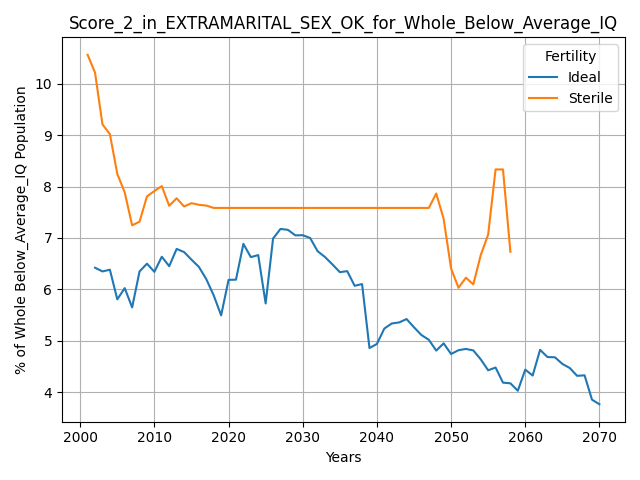 Score_2_in_EXTRAMARITAL_SEX_OK_for_Whole_Below_Average_IQ
Fertility
Ideal
Sterile
% of Whole Below_Average_IQ Population
10
9
8
7
6
5
4
2000 2010 2020 2030 2040 2050 2060 2070
Years